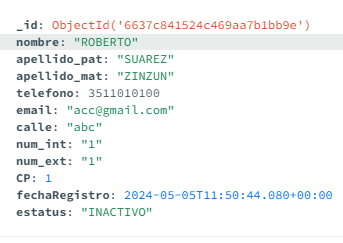 _id: ObjectId('6637c841524c469aa7b1bb9e')
nombre: "ROBERTO"
apellido_pat: "SUAREZ"
apellido_mat: "ZINZUN"
telefono: 3511010100
email: "acc@gmail.com"
calle: "abc"
num_int: "1"
num_ext: "1"
CP: 1
fechaRegistro: 2024-05-05T11:50:44.080+00:00
estatus: "INACTIVO"